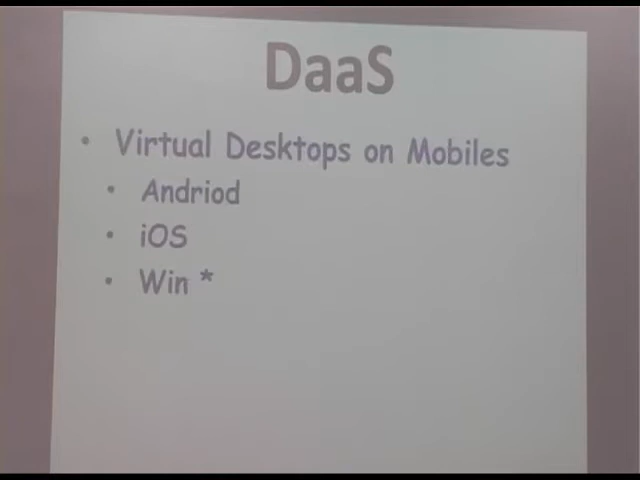 DaaS
• Virtual Desktops on Mobiles
• Andriod
• iOS
• Win *